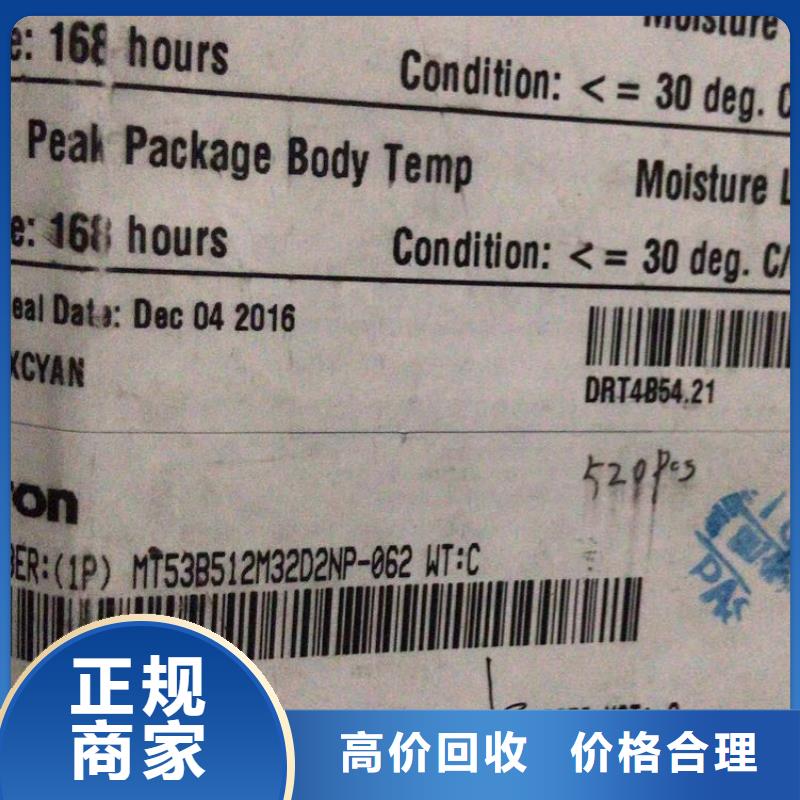 Moisture
e: 168 hours
Condition: <= 30 deg. C
Peak Package Body Temp
Moisture L
e: 168 hours
Condition: <= 30 deg. C/
eal Date: Dec 04 2016
KCYAN
DRT4B54.21
520pcs
ron
BER:(1P) MT53B512M32D2NP-062 WT:C
PAS
正规
商家
高价回收 价格合理